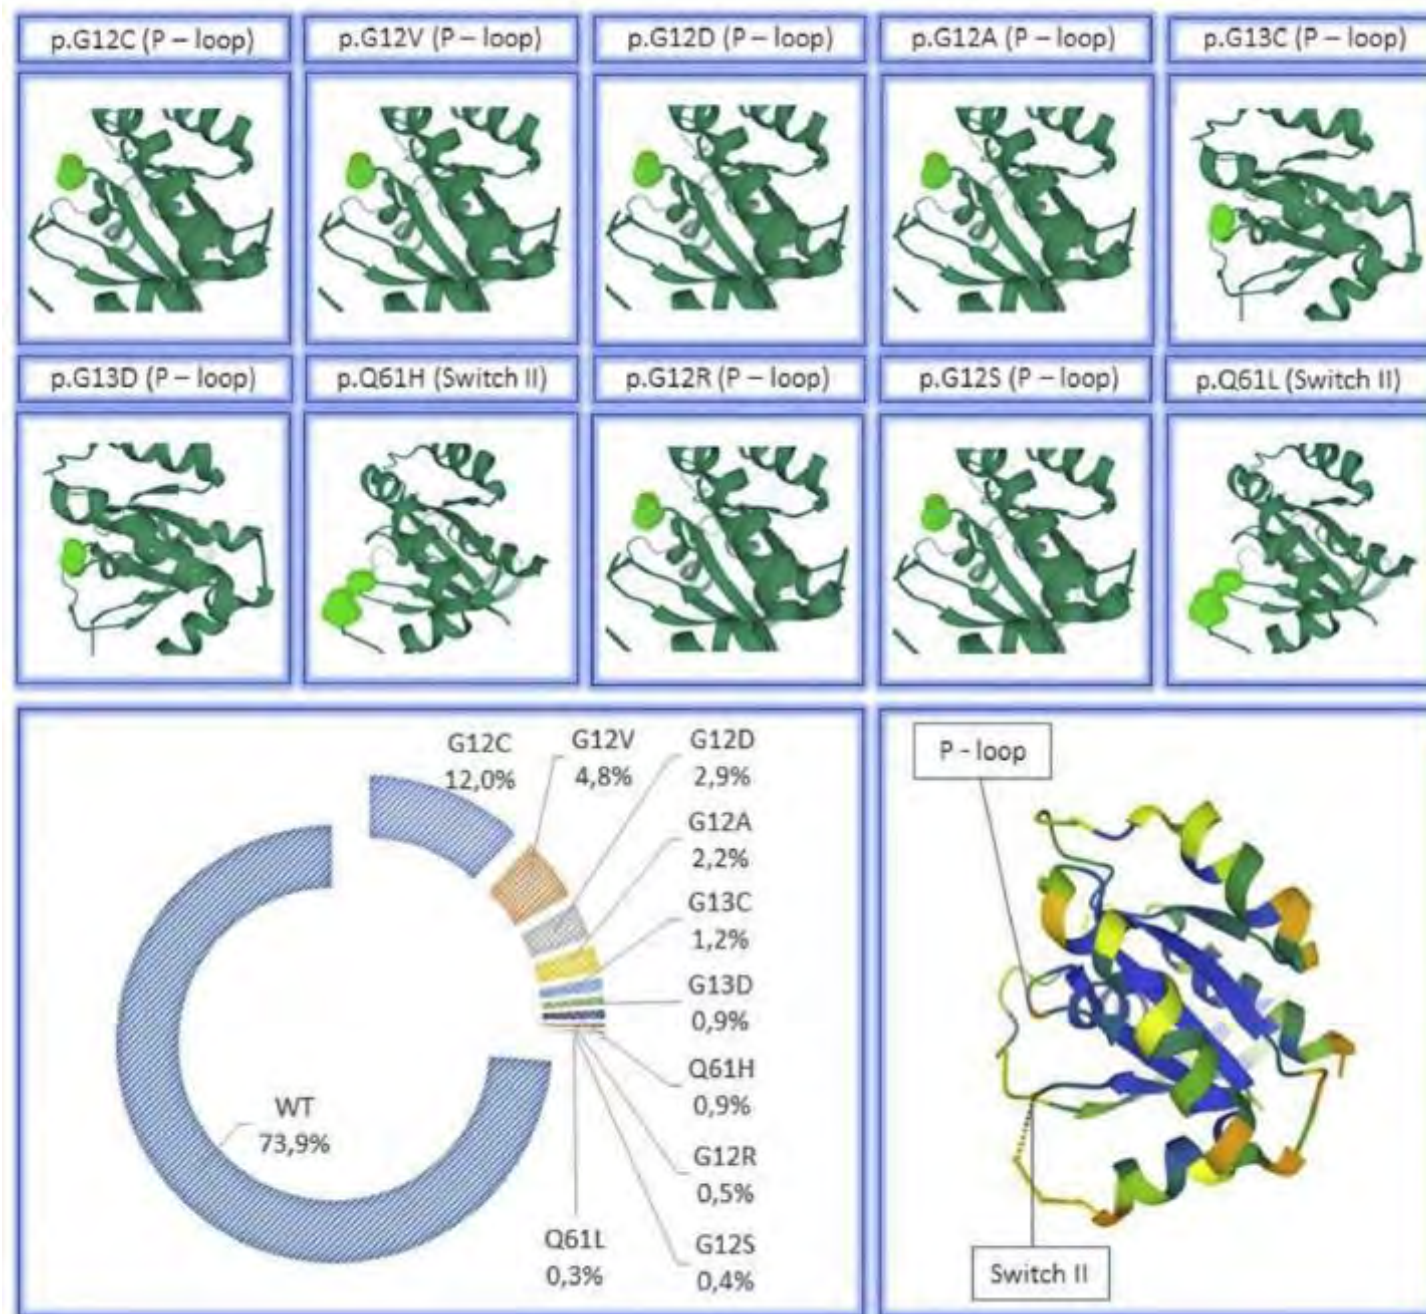 p.G12C (P – loop)
p.G12V (P – loop)
p.G12D (P – loop)
p.G12A (P – loop)
p.G13C (P – loop)
p.G13D (P – loop)
p.Q61H (Switch II)
p.G12R (P – loop)
p.G12S (P – loop)
p.Q61L (Switch II)
G12C
12,0%
G12V
4,8%
G12D
2,9%
G12A
2,2%
G13C
1,2%
G13D
0,9%
Q61H
0,9%
G12R
0,5%
G12S
0,4%
Q61L
0,3%
WT
73,9%
P - loop
Switch II